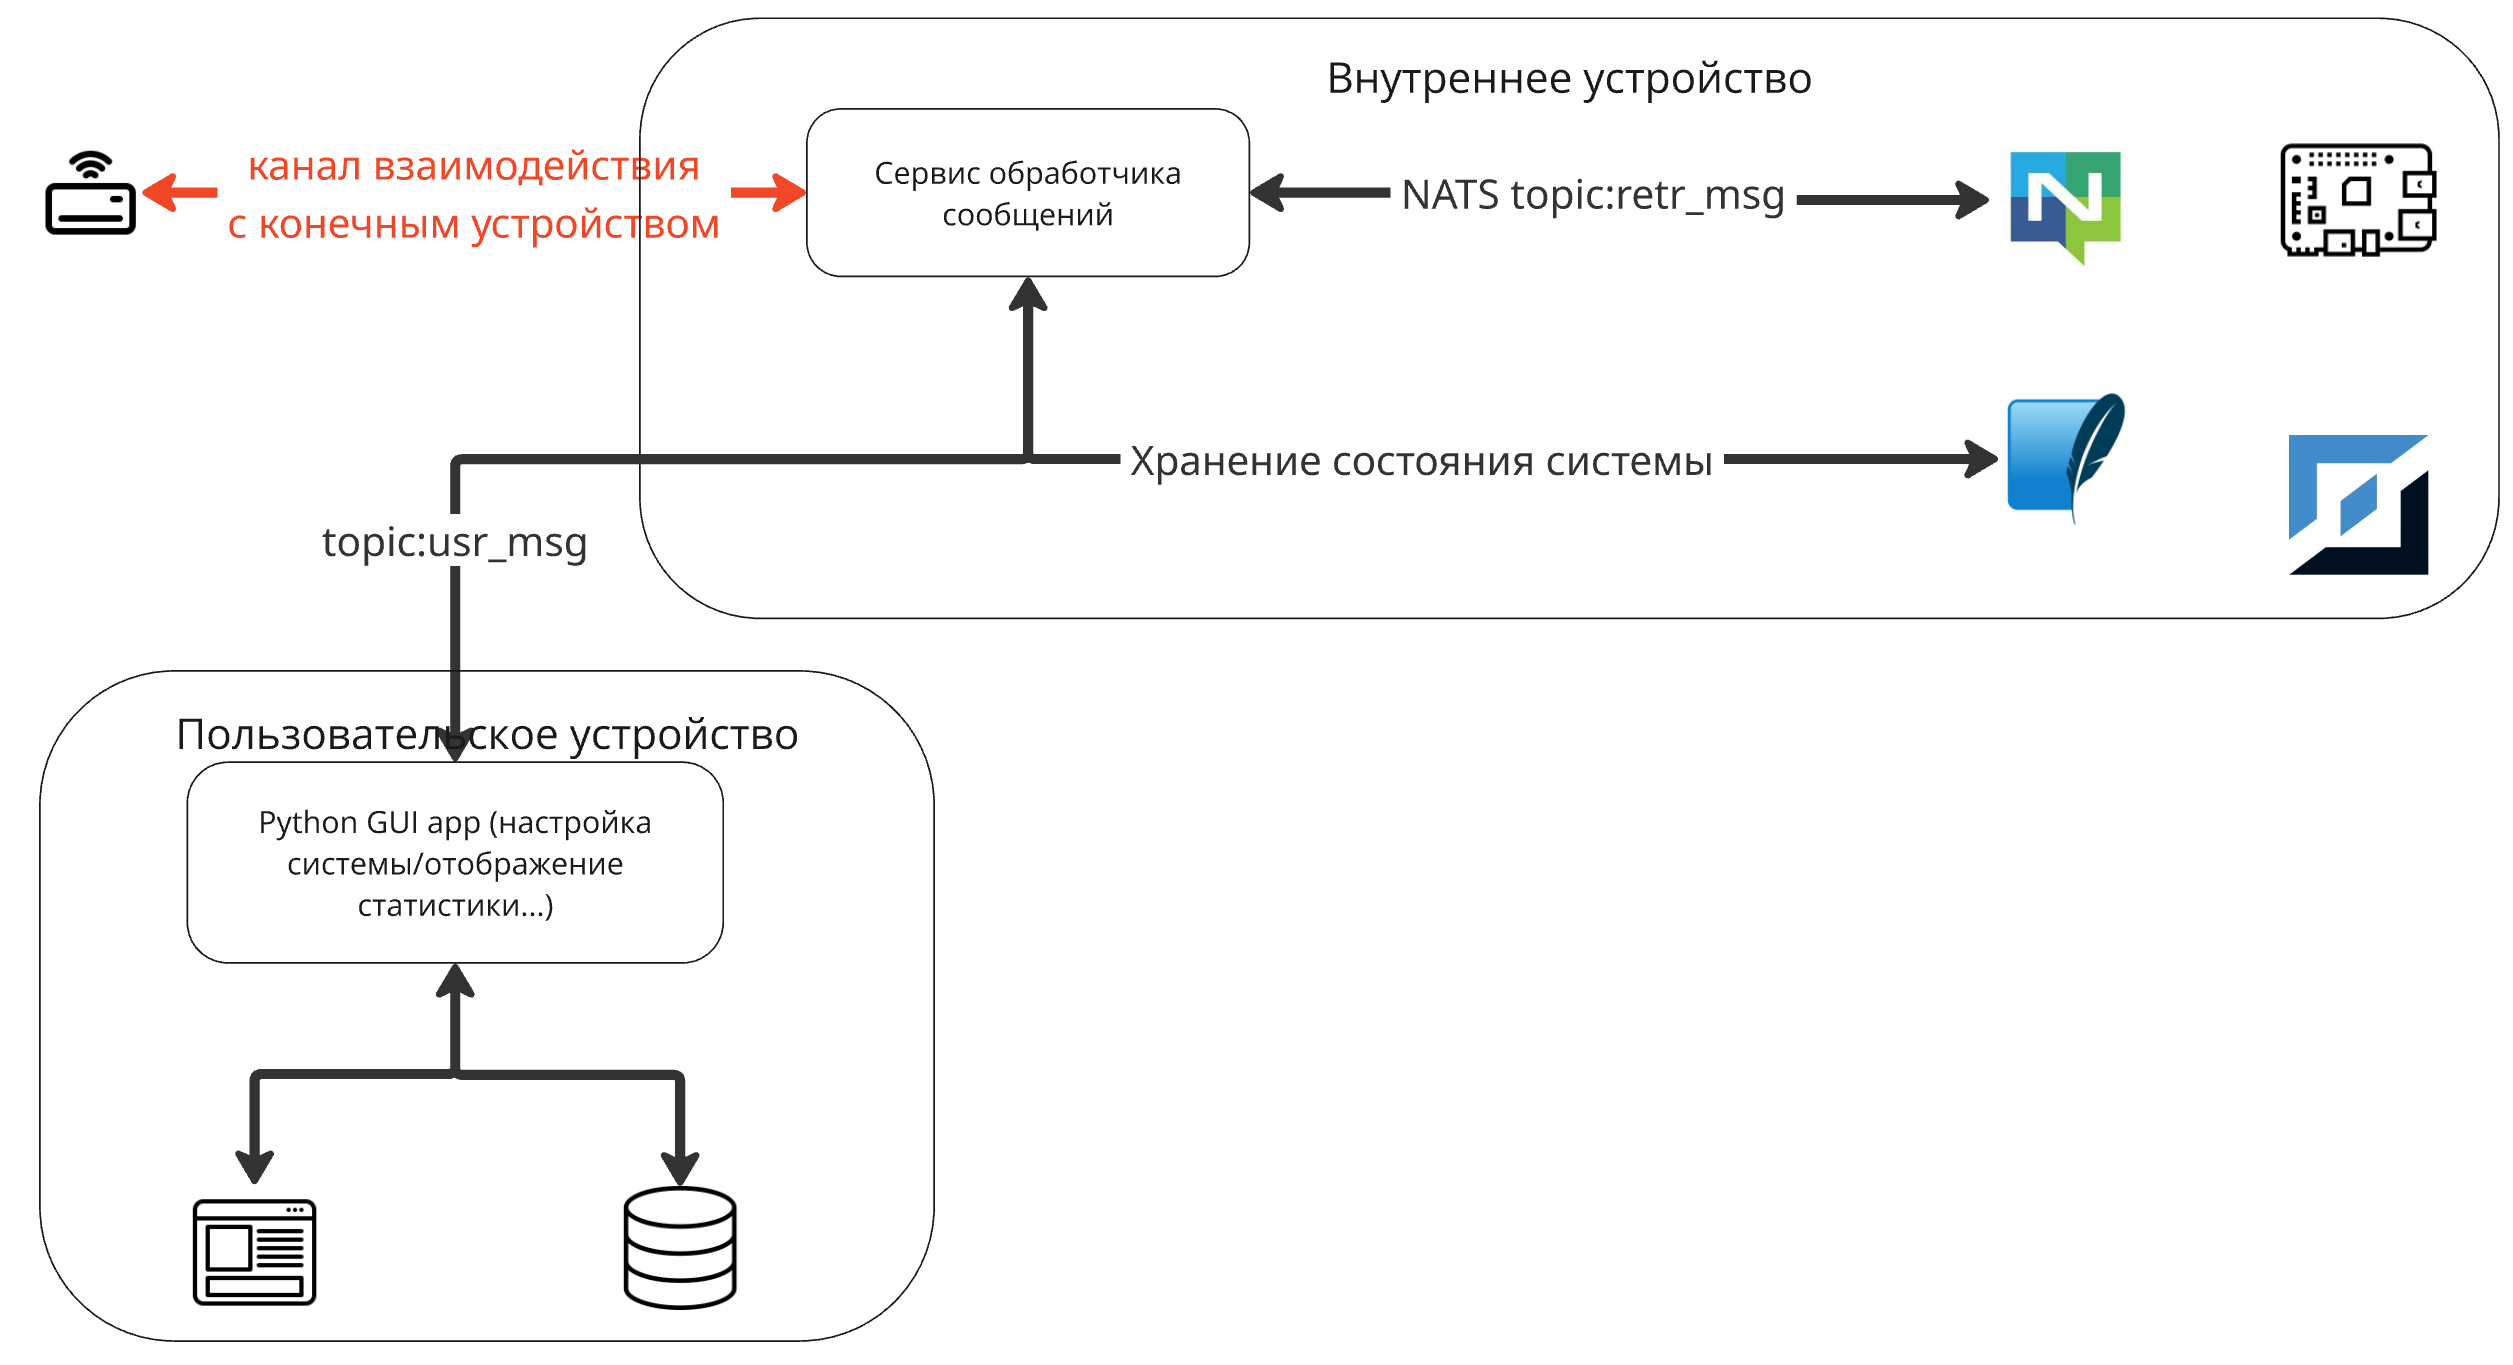 Внутреннее устройство
канал взаимодействия
с конечным устройством
Сервис обработчика
сообщений
NATS topic:retr_msg
Хранение состояния системы
topic:usr_msg
Пользовательское устройство
Python GUI app (настройка
системы/отображение
статистики...)